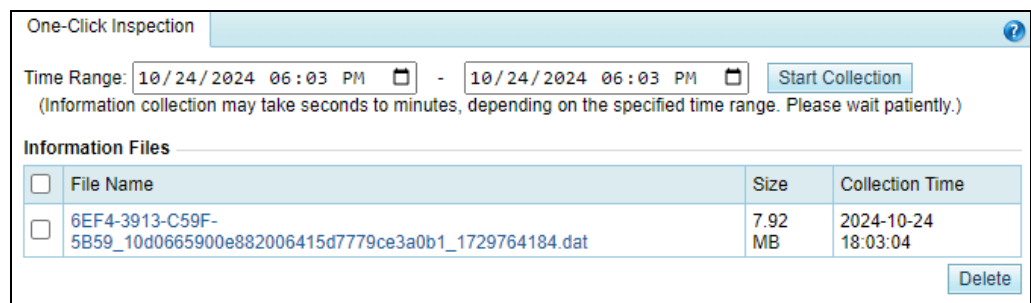 One-Click Inspection
?
Time Range: 10/24/2024 06:03 PM - 10/24/2024 06:03 PM Start Collection
(Information collection may take seconds to minutes, depending on the specified time range. Please wait patiently.)
Information Files
File Name Size Collection Time
6EF4-3913-C59F- 7.92 2024-10-24
5B59_10d0665900e882006415d7779ce3a0b1_1729764184.dat MB 18:03:04
Delete